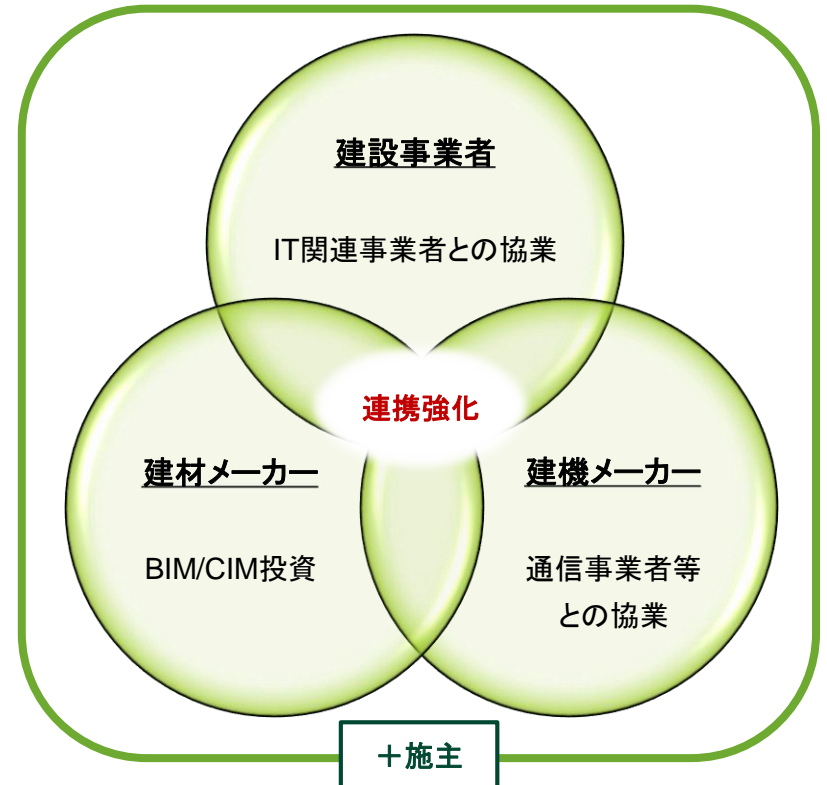 建設事業者
IT関連事業者との協業
連携強化
建材メーカー
BIM/CIM投資
建機メーカー
通信事業者等
との協業
＋施主